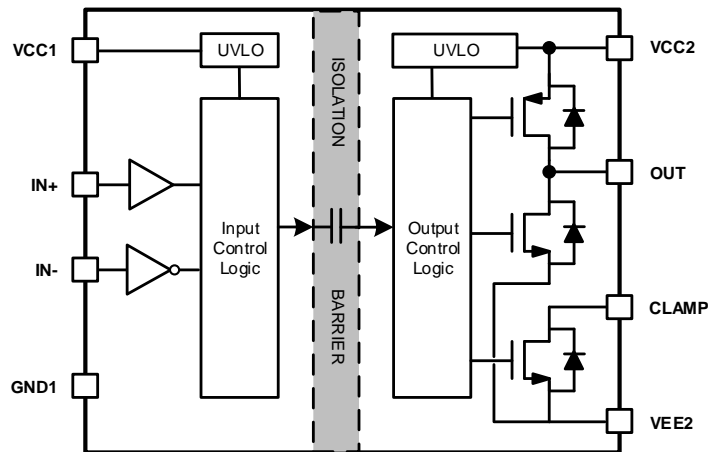 VCC1
UVLO
UVLO
VCC2
ISOLATION
IN+
OUT
Input
Control
Logic
Output
Control
Logic
IN-
BARRIER
CLAMP
GND1
VEE2